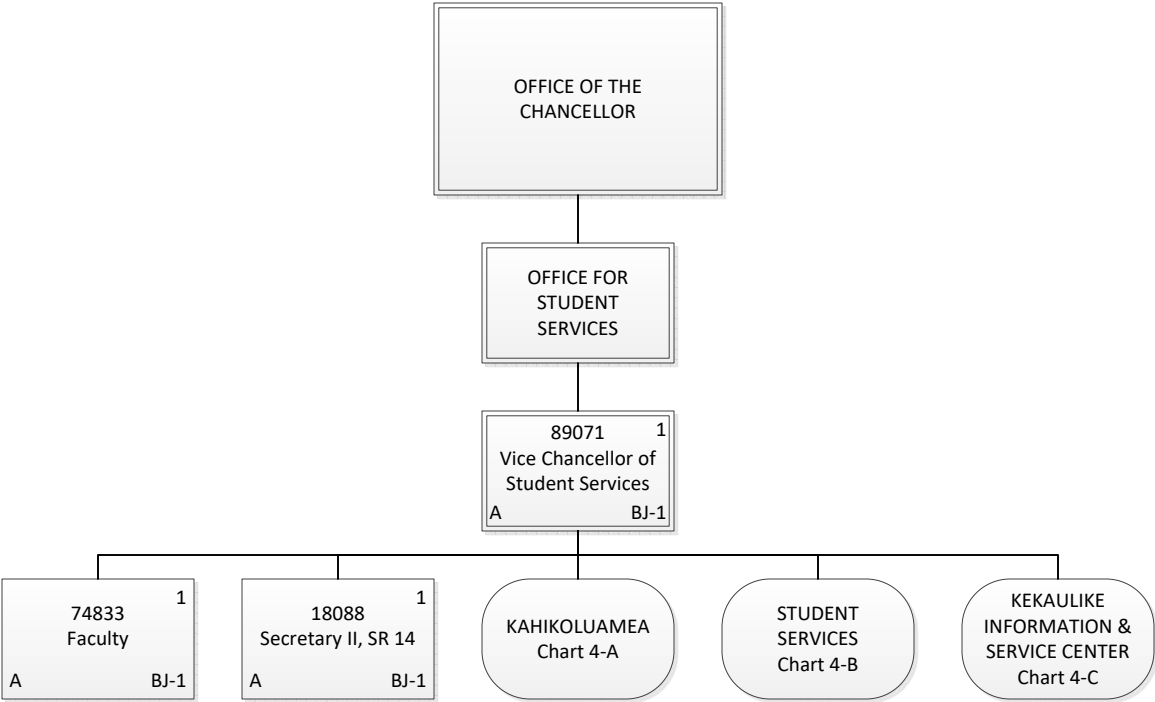 OFFICE OF THE
CHANCELLOR
OFFICE FOR
STUDENT
SERVICES
89071 1
Vice Chancellor of
Student Services
A BJ-1
1
74833
Faculty
A BJ-1
1
18088
Secretary II, SR 14
A BJ-1
KAHIKOLUAMEA
Chart 4-A
STUDENT
SERVICES
Chart 4-B
KEKAULIKE
INFORMATION &
SERVICE CENTER
Chart 4-C